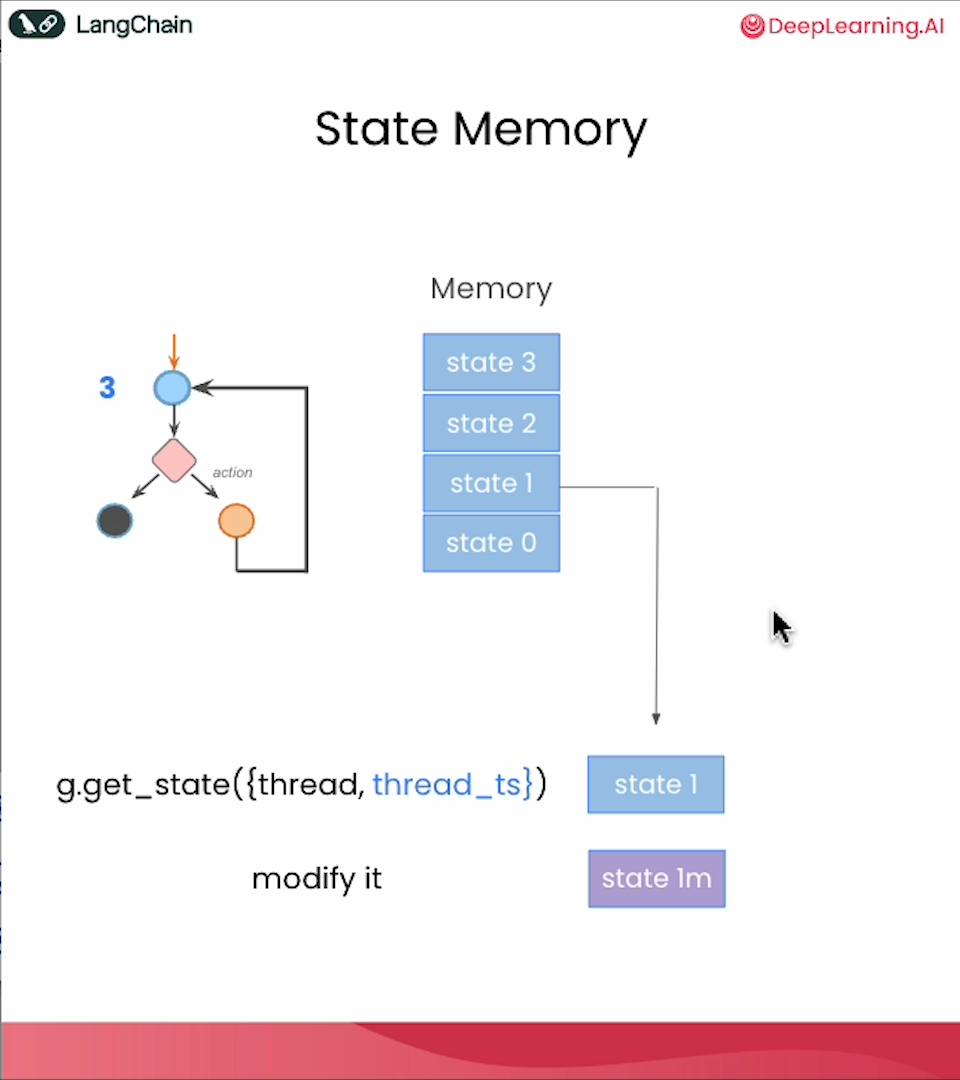 LangChain
DeepLearning.AI
State Memory
Memory
3
action
state 3
state 2
state 1
state 0
g.get_state({thread, thread_ts})
state 1
modify it
state 1m